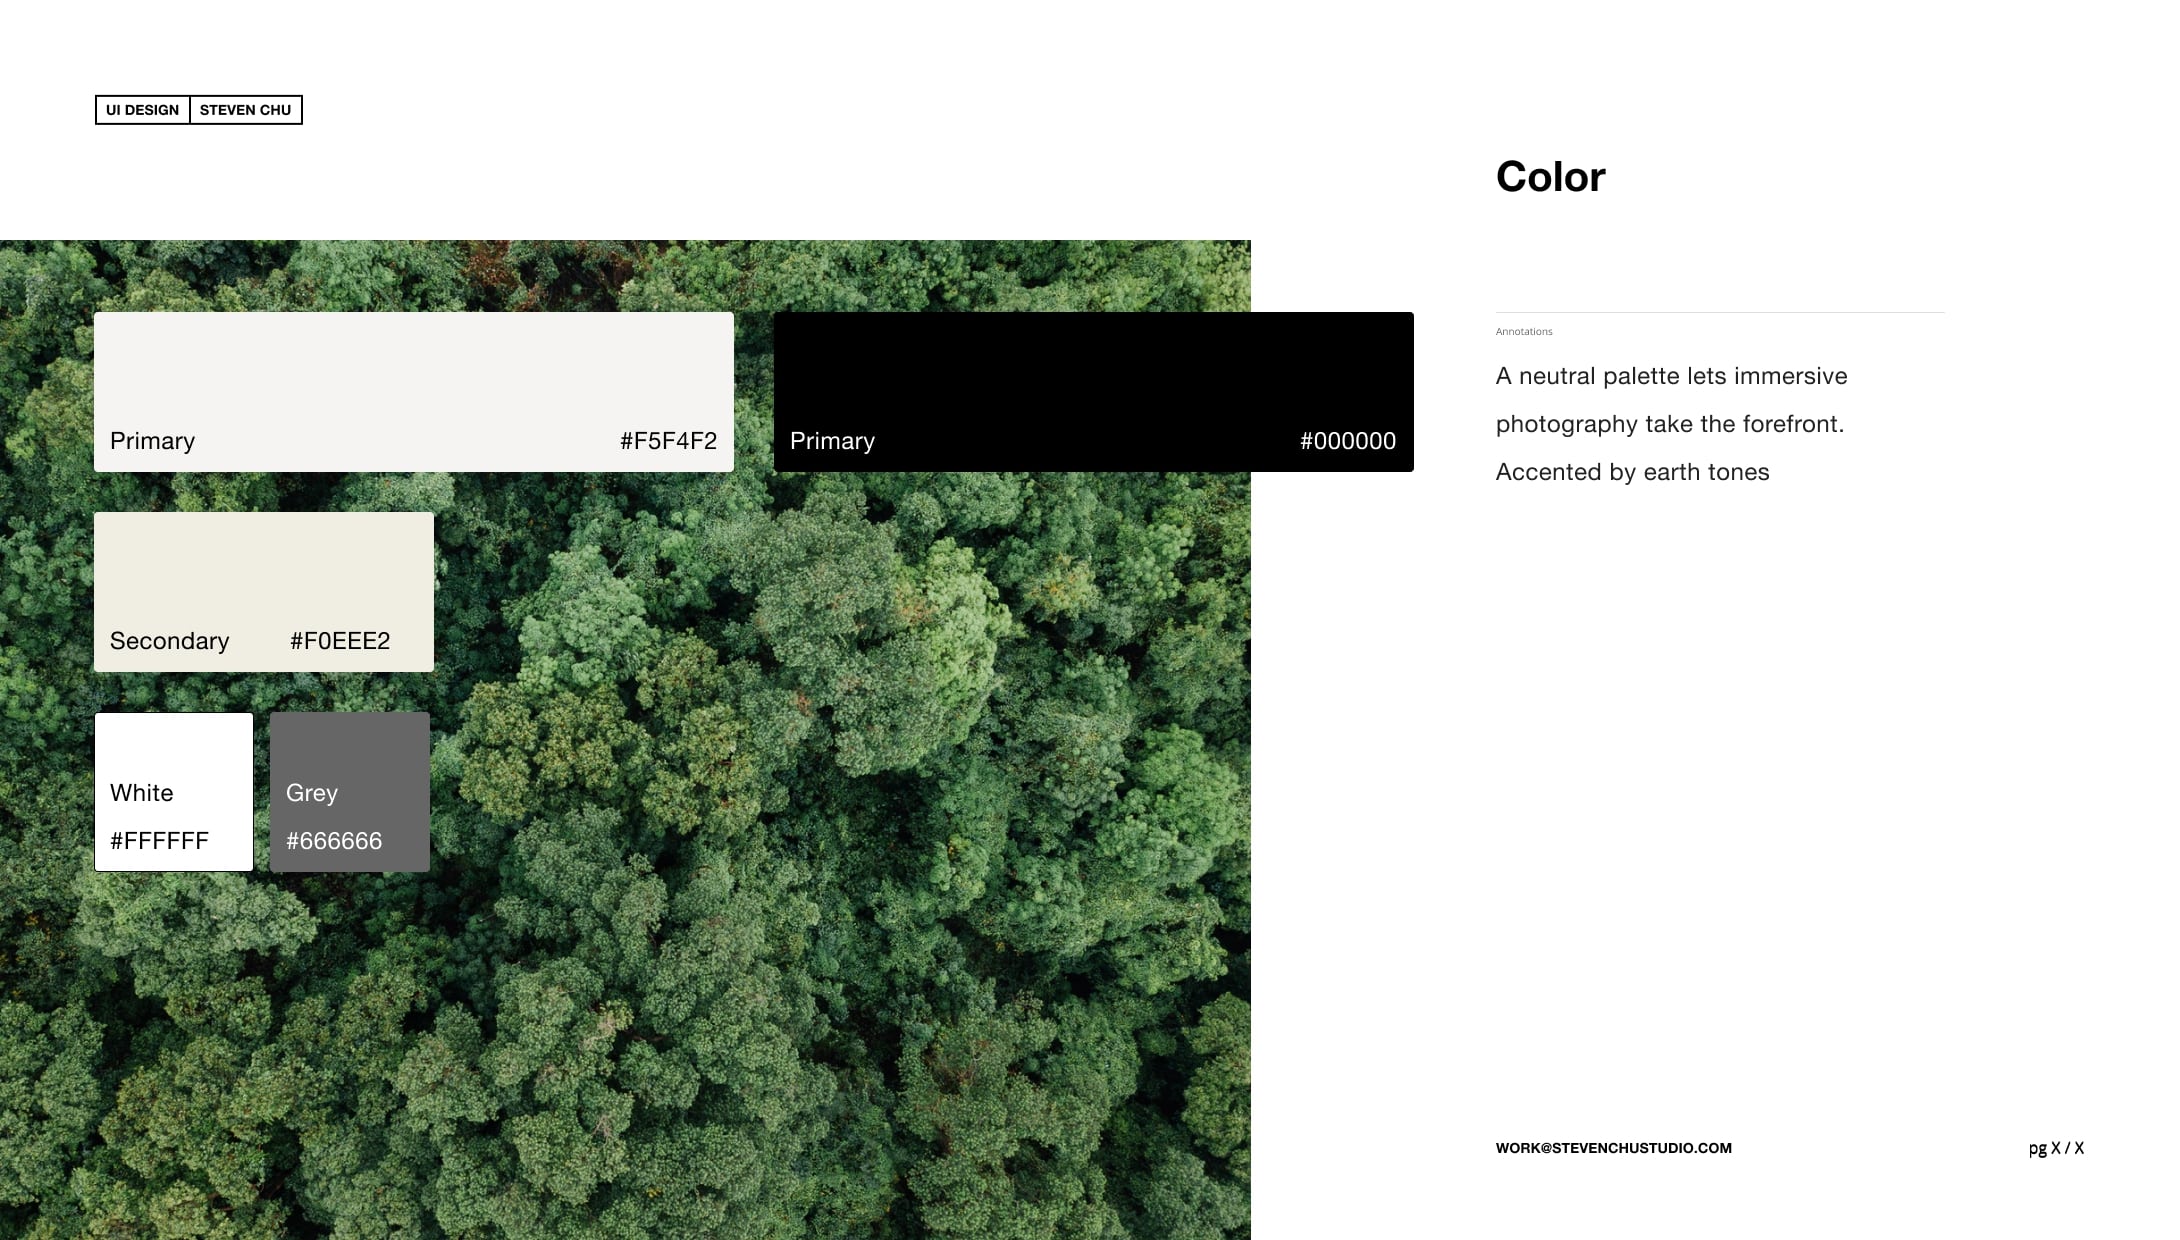 UI DESIGN STEVEN CHU
Color
Primary #F5F4F2
Primary #000000
Secondary #F0EEE2
White
#FFFFFF
Grey
#666666
Annotations
A neutral palette lets immersive
photography take the forefront.
Accented by earth tones
WORK@STEVENCHUSTUDIO.COM
pg X / X